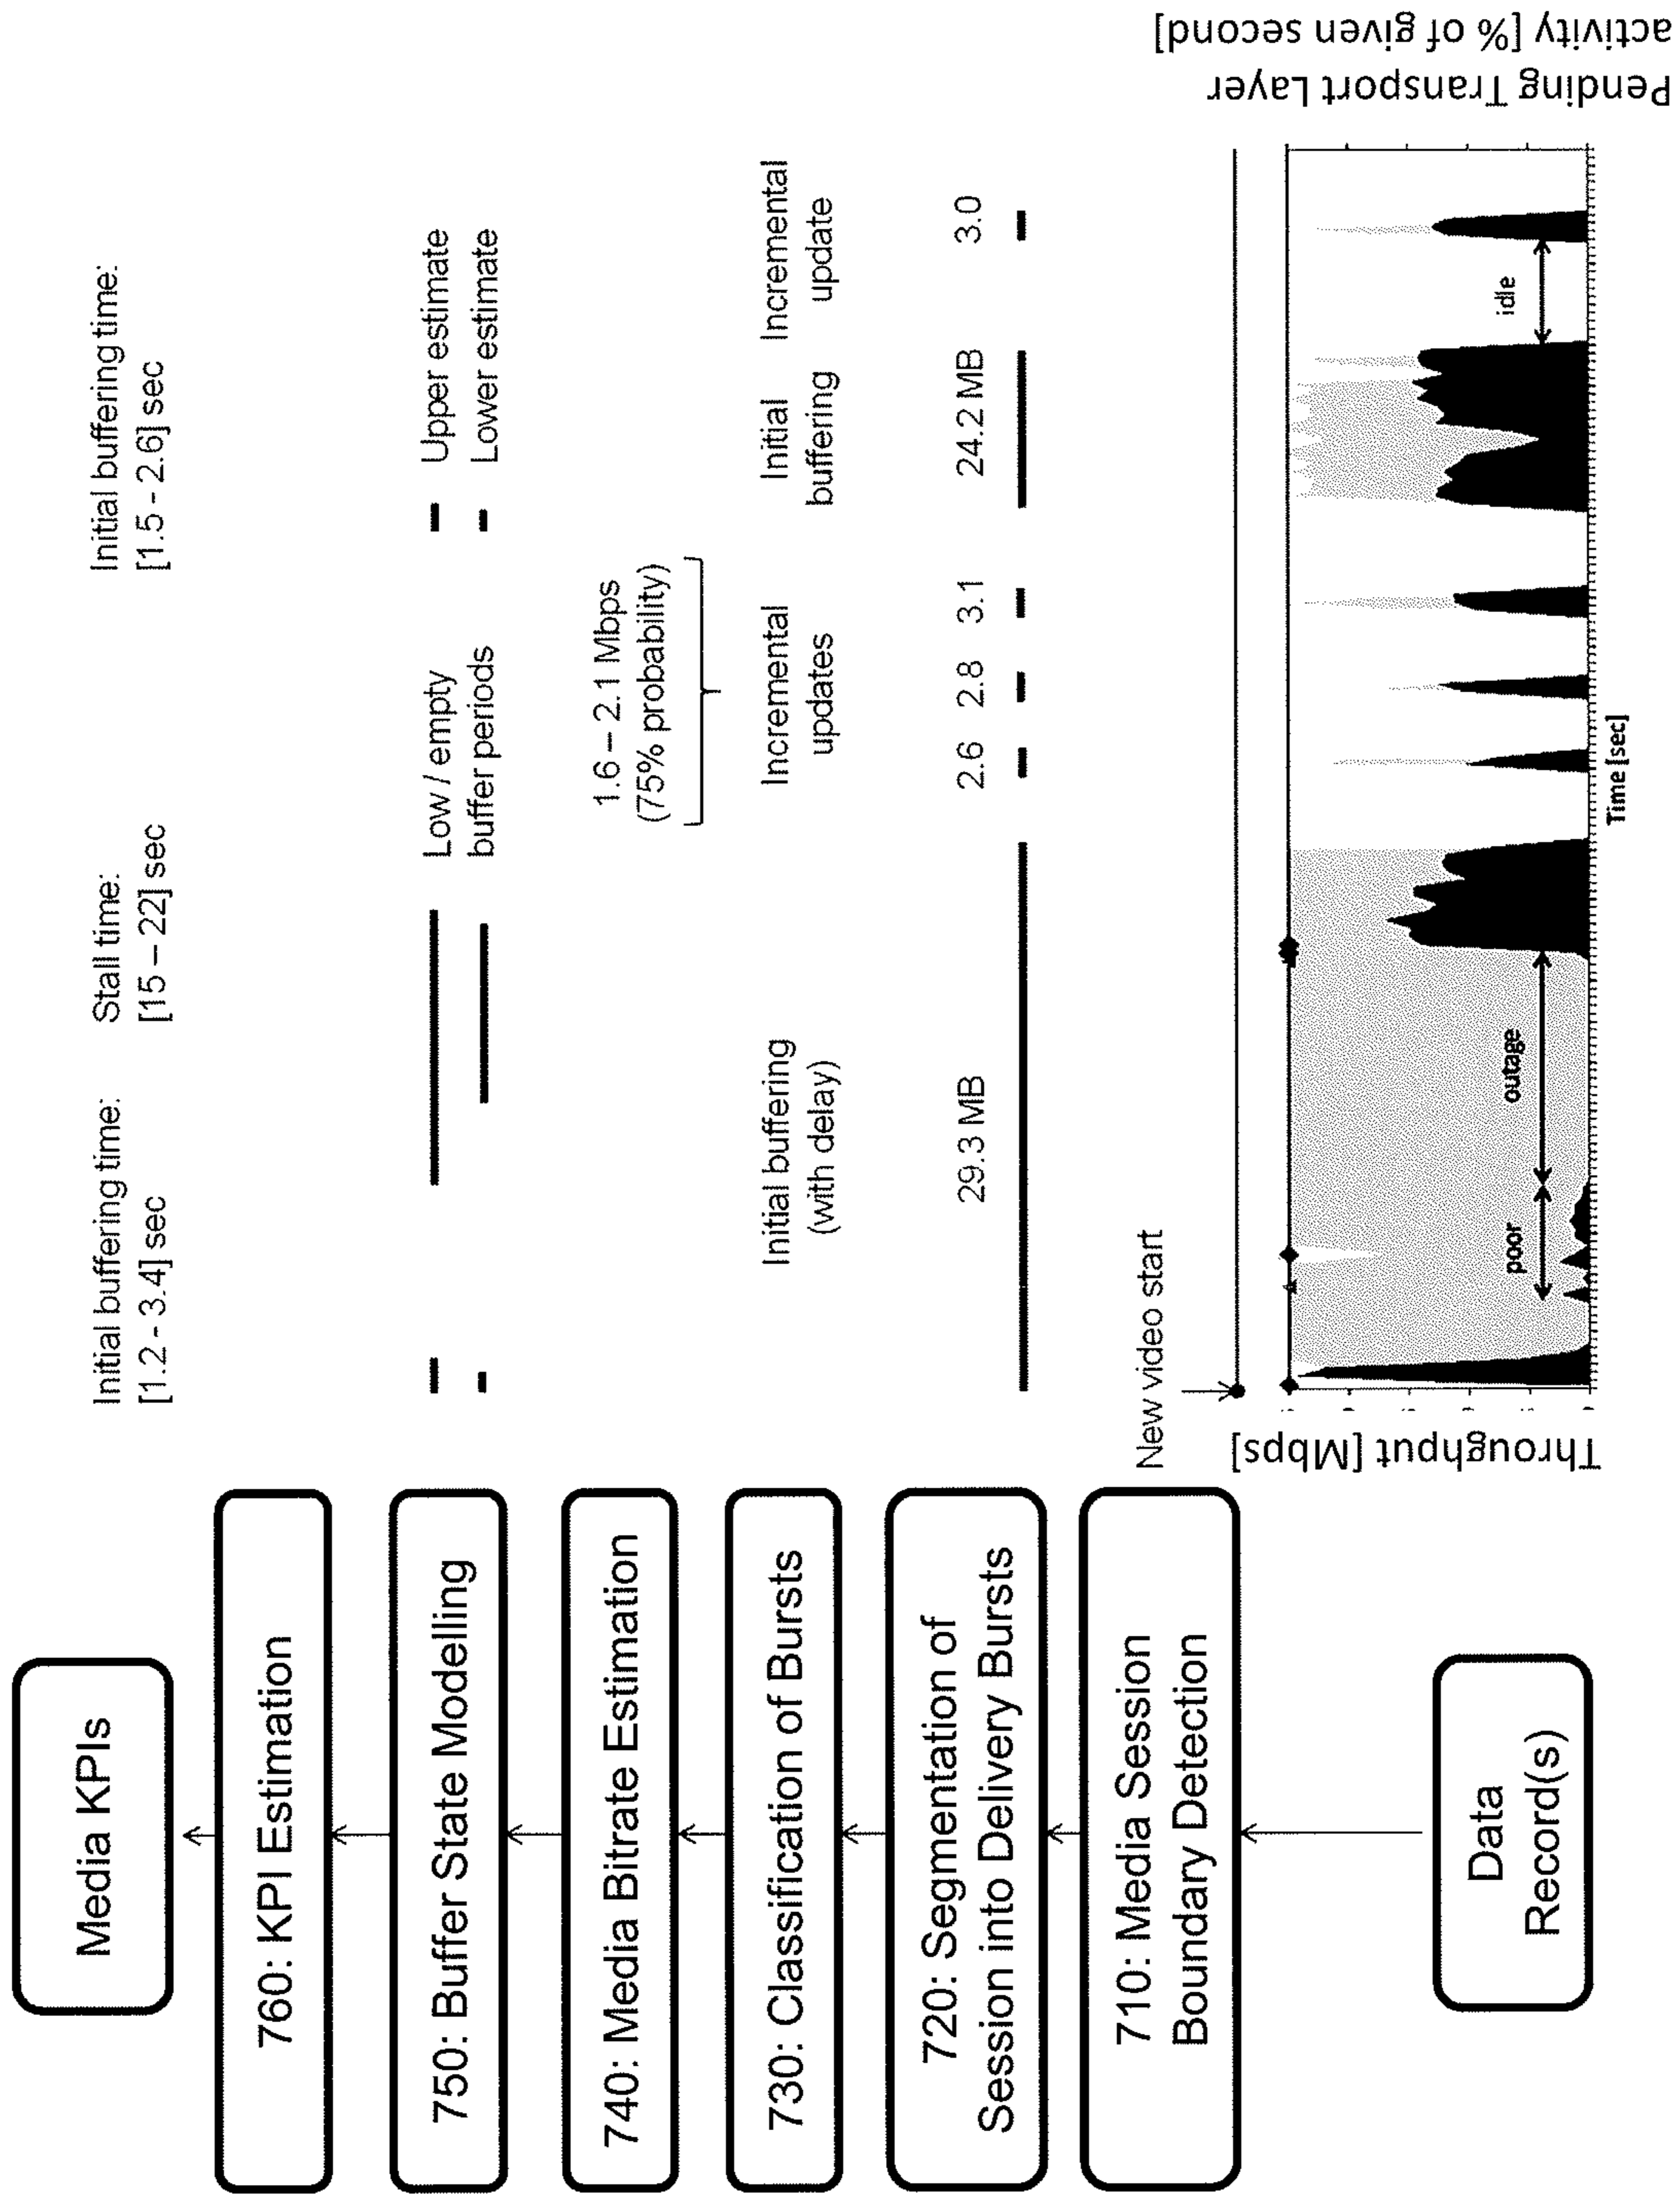 Media KPIs
760: KPI Estimation
750: Buffer State Modelling
740: Media Bitrate Estimation
730: Classification of Bursts
720: Segmentation of
Session into Delivery Bursts
710: Media Session
Boundary Detection
Data
Record(s)
Initial buffering time:
[1.2 - 3.4] sec
Stall time:
[15 – 22] sec
Initial buffering time:
[1.5 - 2.6] sec
Low / empty
buffer periods
Upper estimate
Lower estimate
1.6 – 2.1 Mbps
(75% probability)
Initial buffering
(with delay)
Incremental
updates
Initial
buffering
Incremental
update
29.3 MB
2.6
2.8
3.1
24.2 MB
3.0
New video start
Throughput [Mbps]
poor
outage
idle
Time [sec]
Pending Transport Layer
activity [% of given second]